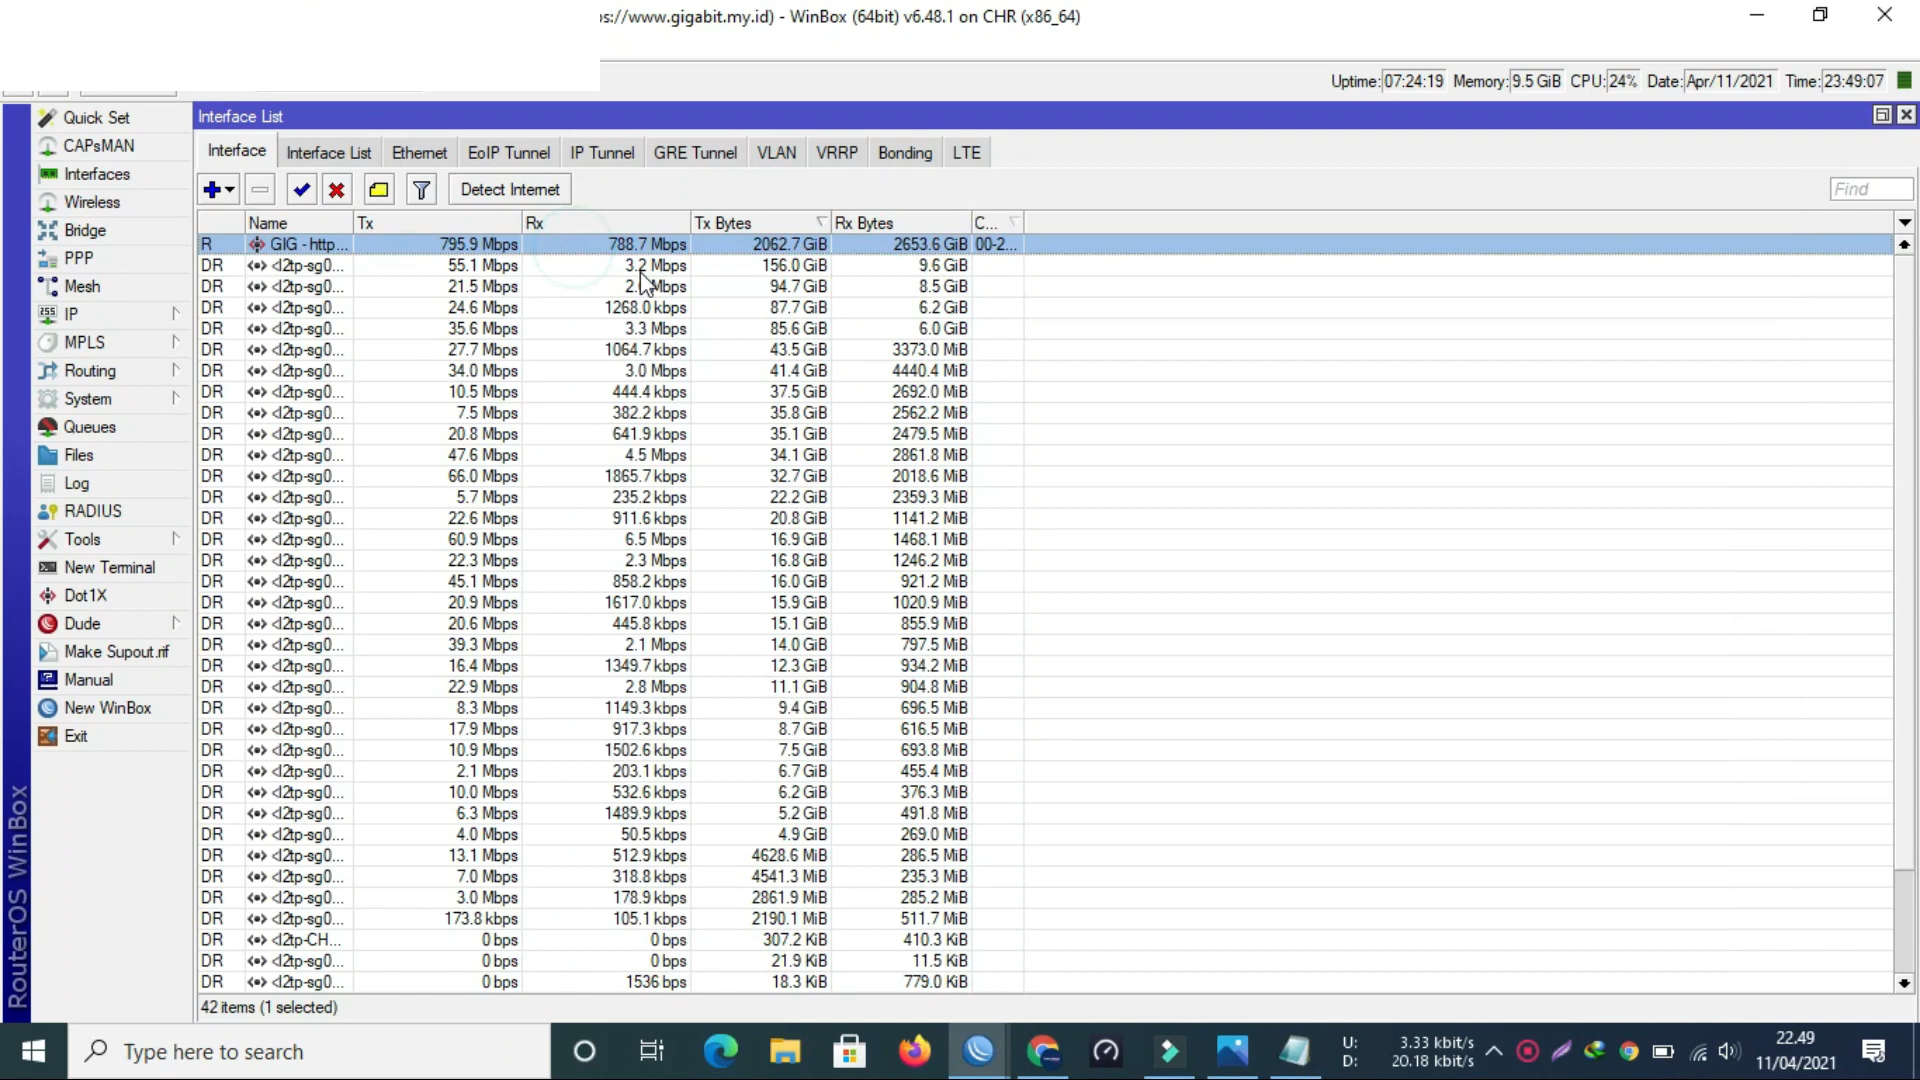 s://www.gigabit.my.id) - WinBox (64bit) v6.48.1 on CHR (x86_64)
Uptime: 07:24:19 Memory: 9.5 GiB CPU: 24% Date: Apr/11/2021 Time: 23:49:07
Quick Set
CAPsMAN
Interfaces
Wireless
Bridge
PPP
Mesh
IP
MPLS
Routing
System
Queues
Files
Log
RADIUS
Tools
New Terminal
Dot1X
Dude
Make Supout.rif
Manual
New WinBox
Exit
RouterOS WinBox
Interface List
Interface Interface List Ethernet EoIP Tunnel IP Tunnel GRE Tunnel VLAN VRRP Bonding LTE
Detect Internet Find
Name Tx Rx Tx Bytes Rx Bytes C...
R GIG - http... 795.9 Mbps 788.7 Mbps 2062.7 GiB 2653.6 GiB 00-2...
DR <l2tp-sg0... 55.1 Mbps 3.2 Mbps 156.0 GiB 9.6 GiB
DR <l2tp-sg0... 21.5 Mbps Mbps 94.7 GiB 8.5 GiB
DR <l2tp-sg0... 24.6 Mbps 1268.0 kbps 87.7 GiB 6.2 GiB
DR <l2tp-sg0... 35.6 Mbps 3.3 Mbps 85.6 GiB 6.0 GiB
DR <l2tp-sg0... 27.7 Mbps 1064.7 kbps 43.5 GiB 3373.0 MiB
DR <l2tp-sg0... 34.0 Mbps 3.0 Mbps 41.4 GiB 4440.4 MiB
DR <l2tp-sg0... 10.5 Mbps 444.4 kbps 37.5 GiB 2692.0 MiB
DR <l2tp-sg0... 7.5 Mbps 382.2 kbps 35.8 GiB 2562.2 MiB
DR <l2tp-sg0... 20.8 Mbps 641.9 kbps 35.1 GiB 2479.5 MiB
DR <l2tp-sg0... 47.6 Mbps 4.5 Mbps 34.1 GiB 2861.8 MiB
DR <l2tp-sg0... 66.0 Mbps 1865.7 kbps 32.7 GiB 2018.6 MiB
DR <l2tp-sg0... 5.7 Mbps 235.2 kbps 22.2 GiB 2359.3 MiB
DR <l2tp-sg0... 22.6 Mbps 911.6 kbps 20.8 GiB 1141.2 MiB
DR <l2tp-sg0... 60.9 Mbps 6.5 Mbps 16.9 GiB 1468.1 MiB
DR <l2tp-sg0... 22.3 Mbps 2.3 Mbps 16.8 GiB 1246.2 MiB
DR <l2tp-sg0... 45.1 Mbps 858.2 kbps 16.0 GiB 921.2 MiB
DR <l2tp-sg0... 20.9 Mbps 1617.0 kbps 15.9 GiB 1020.9 MiB
DR <l2tp-sg0... 20.6 Mbps 445.8 kbps 15.1 GiB 855.9 MiB
DR <l2tp-sg0... 39.3 Mbps 2.1 Mbps 14.0 GiB 797.5 MiB
DR <l2tp-sg0... 16.4 Mbps 1349.7 kbps 12.3 GiB 934.2 MiB
DR <l2tp-sg0... 22.9 Mbps 2.8 Mbps 11.1 GiB 904.8 MiB
DR <l2tp-sg0... 8.3 Mbps 1149.3 kbps 9.4 GiB 696.5 MiB
DR <l2tp-sg0... 17.9 Mbps 917.3 kbps 8.7 GiB 616.5 MiB
DR <l2tp-sg0... 10.9 Mbps 1502.6 kbps 7.5 GiB 693.8 MiB
DR <l2tp-sg0... 2.1 Mbps 203.1 kbps 6.7 GiB 455.4 MiB
DR <l2tp-sg0... 10.0 Mbps 532.6 kbps 6.2 GiB 376.3 MiB
DR <l2tp-sg0... 6.3 Mbps 1489.9 kbps 5.2 GiB 491.8 MiB
DR <l2tp-sg0... 4.0 Mbps 50.5 kbps 4.9 GiB 269.0 MiB
DR <l2tp-sg0... 13.1 Mbps 512.9 kbps 4628.6 MiB 286.5 MiB
DR <l2tp-sg0... 7.0 Mbps 318.8 kbps 4541.3 MiB 235.3 MiB
DR <l2tp-sg0... 3.0 Mbps 178.9 kbps 2861.9 MiB 285.2 MiB
DR <l2tp-sg0... 173.8 kbps 105.1 kbps 2190.1 MiB 511.7 MiB
DR <l2tp-CH... 0 bps 0 bps 307.2 KiB 410.3 KiB
DR <l2tp-sg0... 0 bps 0 bps 21.9 KiB 11.5 KiB
DR <l2tp-sg0... 0 bps 1536 bps 18.3 KiB 779.0 KiB
42 items (1 selected)
Type here to search
U: 3.33 kbit/s
D: 20.18 kbit/s
22.49
11/04/2021